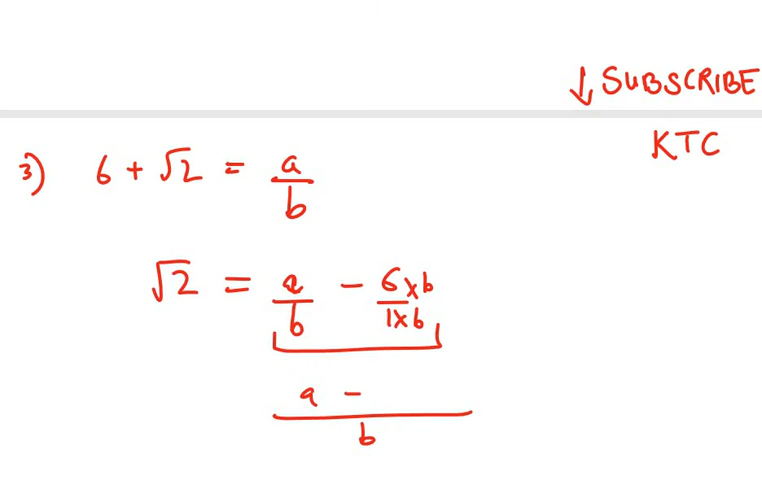 ↓ SUBSCRIBE
KTC
3) 6 + √2 = a/b
√2 = a/b - 6×b/1×b
a - /b